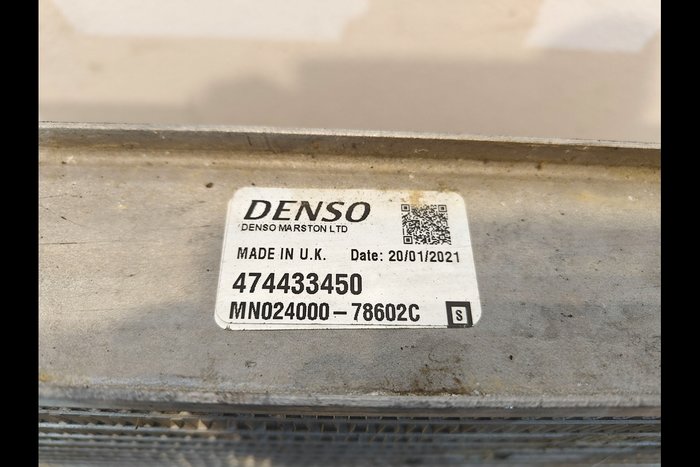 DENSO
DENSO MARSTON LTD
MADE IN U.K. Date: 20/01/2021
474433450
MN024000-78602C S